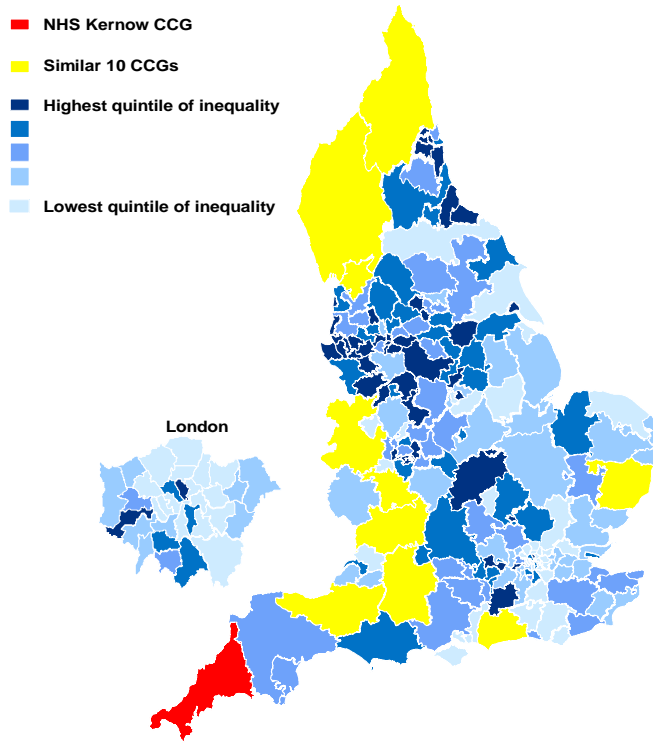 NHS Kernow CCG
Similar 10 CCGs
Highest quintile of inequality
Lowest quintile of inequality
London